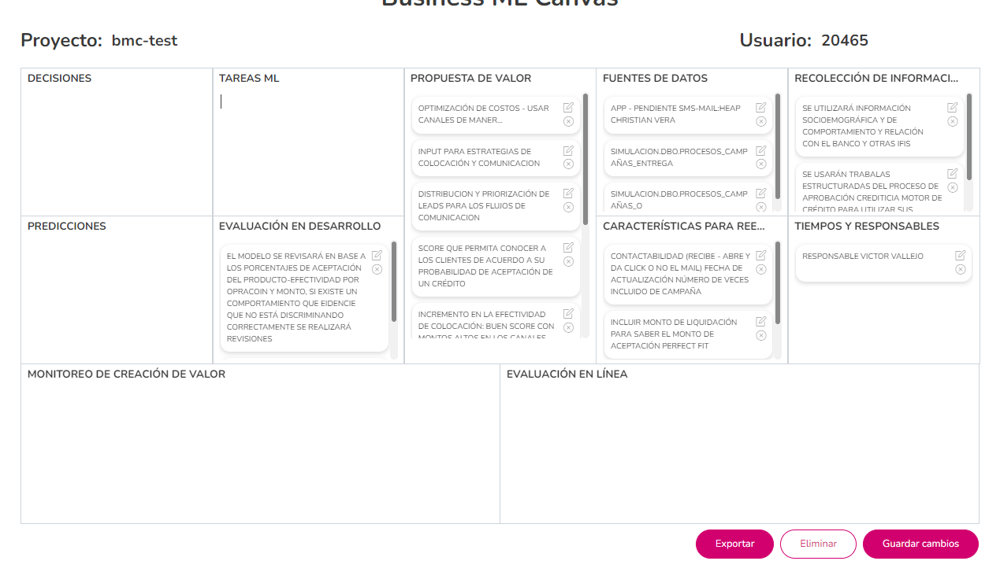 Business ML Canvas
Proyecto: bmc-test
Usuario: 20465
DECISIONES
TAREAS ML
PROPUESTA DE VALOR
OPTIMIZACIÓN DE COSTOS - USAR
CANALES DE MANER...
INPUT PARA ESTRATEGIAS DE
COLOCACIÓN Y COMUNICACION
DISTRIBUCION Y PRIORIZACIÓN DE
LEADS PARA LOS FLUJOS DE
COMUNICACION
SCORE QUE PERMITA CONOCER A
LOS CLIENTES DE ACUERDO A SU
PROBABILIDAD DE ACEPTACIÓN DE
UN CRÉDITO
INCREMENTO EN LA EFECTIVIDAD
DE COLOCACIÓN: BUEN SCORE CON
MONTOS ALTOS EN LOS CANALES
FUENTES DE DATOS
APP - PENDIENTE SMS-MAIL:HEAP
CHRISTIAN VERA
SIMULACION.DBO.PROCESOS_CAMP
AÑAS_ENTREGA
SIMULACION.DBO.PROCESOS_CAMP
AÑAS_O
RECOLECCIÓN DE INFORMACI...
SE UTILIZARÁ INFORMACIÓN
SOCIOEMOGRÁFICA Y DE
COMPORTAMIENTO Y RELACIÓN
CON EL BANCO Y OTRAS IFIS
SE USARÁN TRABALAS
ESTRUCTURADAS DEL PROCESO DE
APROBACIÓN CREDITICIA MOTOR DE
CRÉDITO PARA UTILIZAR SUS
PREDICCIONES
EVALUACIÓN EN DESARROLLO
EL MODELO SE REVISARÁ EN BASE A
LOS PORCENTAJES DE ACEPTACIÓN
DEL PRODUCTO-EFECTIVIDAD POR
OPRACOIN Y MONTO, SI EXISTE UN
COMPORTAMIENTO QUE EIDENCIE
QUE NO ESTÁ DISCRIMINANDO
CORRECTAMENTE SE REALIZARÁ
REVISIONES
CARACTERÍSTICAS PARA REE...
CONTACTABILIDAD (RECIBE - ABRE Y
DA CLICK O NO EL MAIL) FECHA DE
ACTUALIZACIÓN NÚMERO DE VECES
INCLUIDO DE CAMPAÑA
INCLUIR MONTO DE LIQUIDACIÓN
PARA SABER EL MONTO DE
ACEPTACIÓN PERFECT FIT
TIEMPOS Y RESPONSABLES
RESPONSABLE VICTOR VALLEJO
MONITOREO DE CREACIÓN DE VALOR
EVALUACIÓN EN LÍNEA
Exportar
Eliminar
Guardar cambios